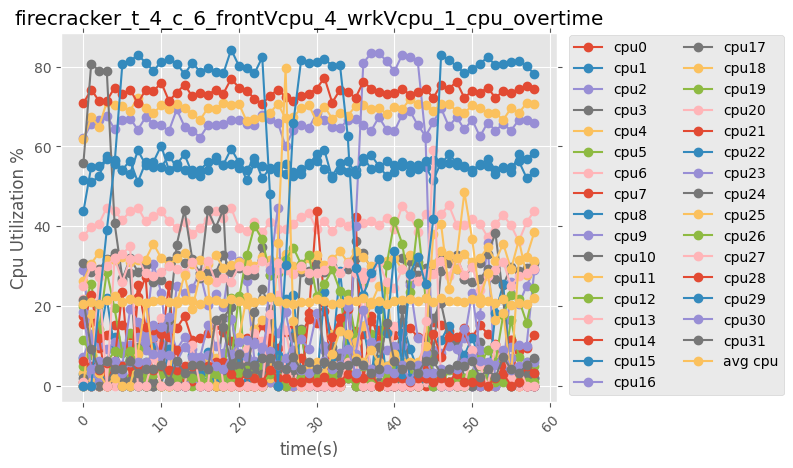 firecracker_t_4_c_6_frontVcpu_4_wrkVcpu_1_cpu_overtime
Cpu Utilization %
80
60
40
20
0
0
10
20
30
40
50
60
time(s)
cpu0
cpu1
cpu2
cpu3
cpu4
cpu5
cpu6
cpu7
cpu8
cpu9
cpu10
cpu11
cpu12
cpu13
cpu14
cpu15
cpu16
cpu17
cpu18
cpu19
cpu20
cpu21
cpu22
cpu23
cpu24
cpu25
cpu26
cpu27
cpu28
cpu29
cpu30
cpu31
avg cpu